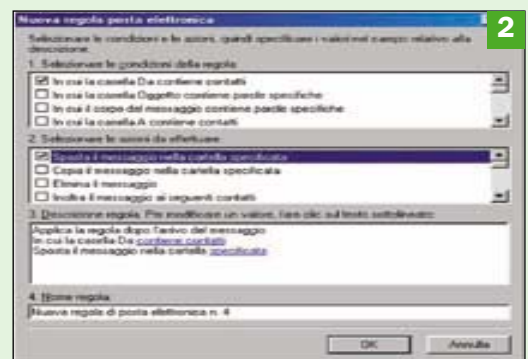 Nuova regola posta elettronica
2
Selezionare le condizioni e le azioni, quindi specificare i valori nel campo relativo alla
descrizione.
1. Selezionare le condizioni della regola:
In cui la casella Da contiene contatti
In cui la casella Oggetto contiene parole specifiche
In cui il corpo del messaggio contiene parole specifiche
In cui la casella A contiene contatti
2. Selezionare le azioni da effettuare:
Sposta il messaggio nella cartella specificata
Copia il messaggio nella cartella specificata
Elimina il messaggio
Inoltra il messaggio ai seguenti contatti
3. Descrizione regola. Per modificare un valore, fare clic sul testo sottolineato:
Applica la regola dopo l'arrivo del messaggio
In cui la casella Da contiene contatti
Sposta il messaggio nella cartella specificata
4. Nome regola:
Nuova regola di posta elettronica n. 4
OK Annulla